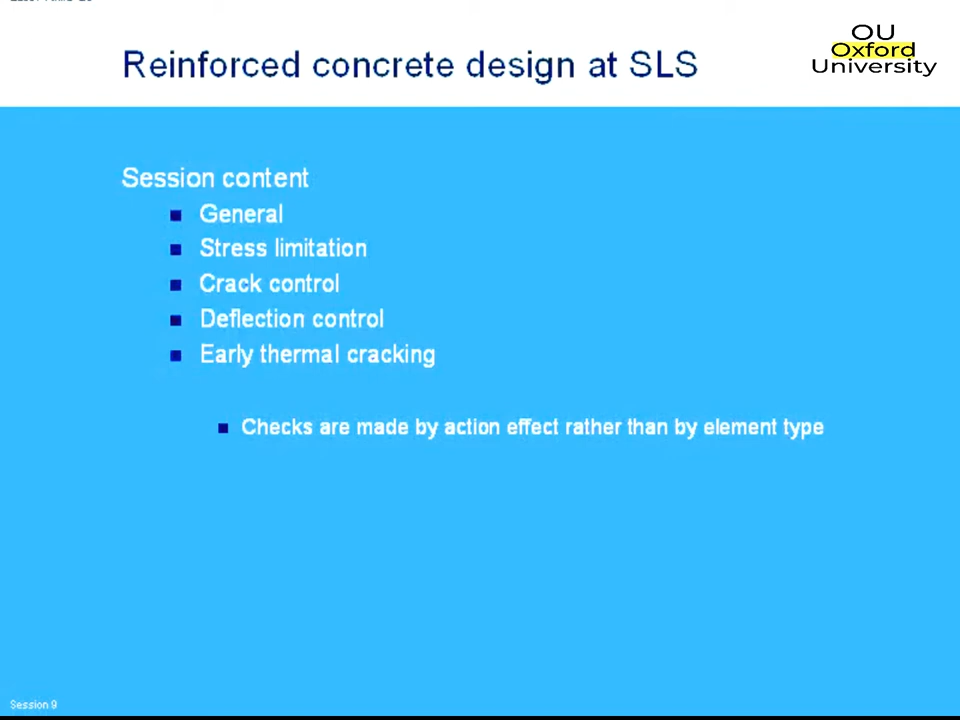 Reinforced concrete design at SLS
OU
Oxford
University
Session content
General
Stress limitation
Crack control
Deflection control
Early thermal cracking
Checks are made by action effect rather than by element type
Session 9